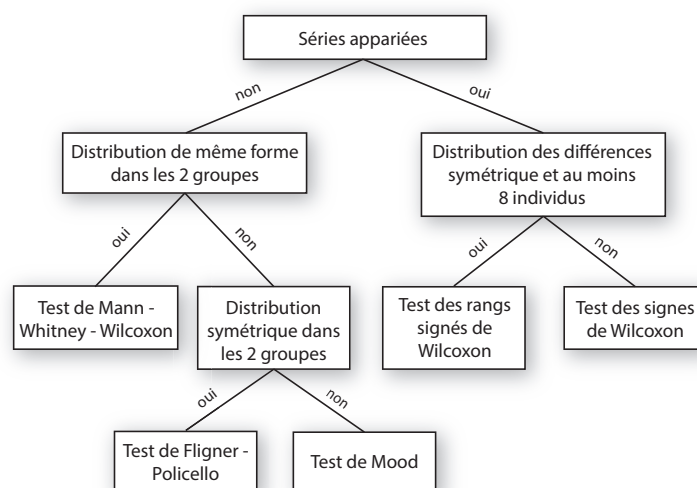 Séries appariées
non
oui
Distribution de même forme
dans les 2 groupes
Distribution des différences
symétrique et au moins
8 individus
oui
non
oui
non
Test de Mann -
Whitney - Wilcoxon
Distribution
symétrique dans
les 2 groupes
Test des rangs
signés de
Wilcoxon
Test des signes
de Wilcoxon
oui
non
Test de Fligner -
Policello
Test de Mood